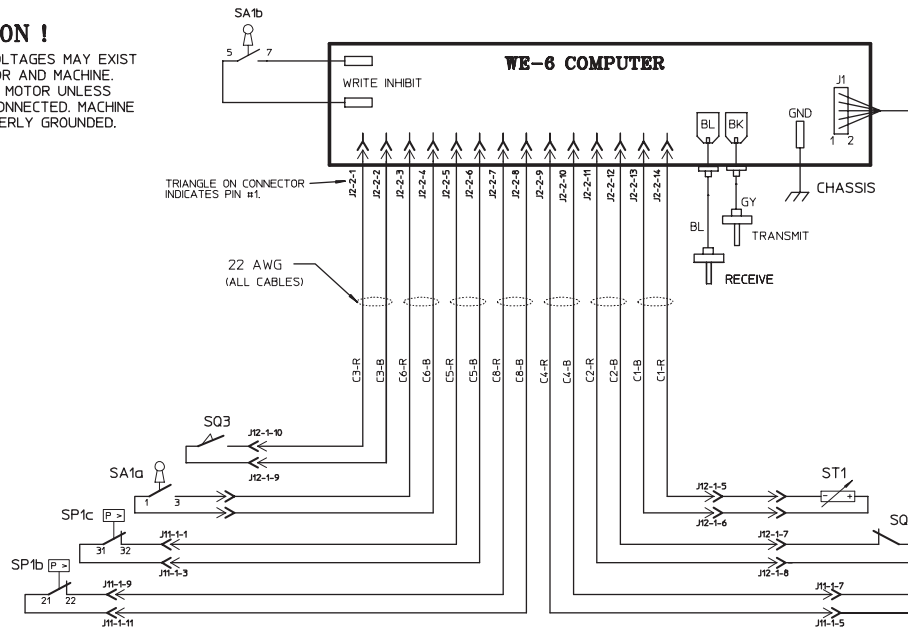 SA1b
ON !
OLTAGES MAY EXIST
OR AND MACHINE.
MOTOR UNLESS
ONNECTED. MACHINE
ERLY GROUNDED.
5 7
WRITE INHIBIT
WE-6 COMPUTER
BL BK
GND
J1
1 2
TRIANGLE ON CONNECTOR
INDICATES PIN #1.
J2-2-1
J2-2-2
J2-2-3
J2-2-4
J2-2-5
J2-2-6
J2-2-7
J2-2-8
J2-2-9
J2-2-10
J2-2-11
J2-2-12
J2-2-13
J2-2-14
CHASSIS
BL
GY
TRANSMIT
RECEIVE
22 AWG
(ALL CABLES)
C3-R
C3-B
C6-R
C6-B
C5-R
C5-B
C8-R
C8-B
C4-R
C4-B
C2-R
C2-B
C1-B
C1-R
SQ3
J12-1-10
J12-1-9
SA1a
1 3
J12-1-5
J12-1-6
ST1
- +
SP1c
P >
31 32
J11-1-1
J11-1-3
J12-1-7
J12-1-8
SQ
SP1b
P >
21 22
J11-1-9
J11-1-11
J11-1-7
J11-1-5